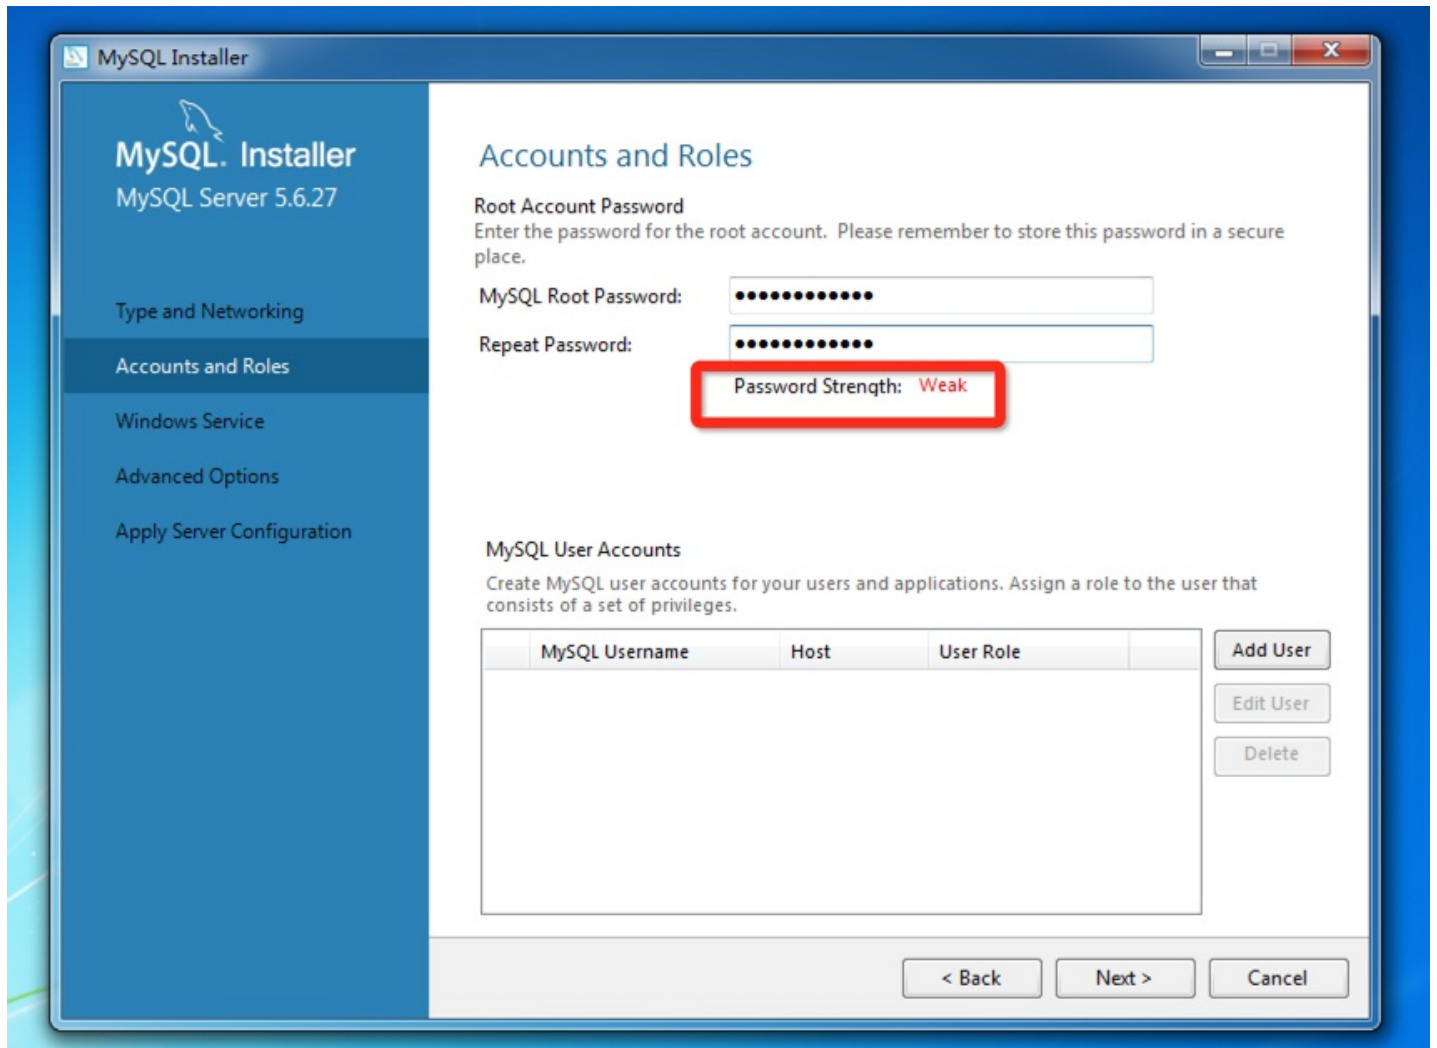 MySQL Installer
MySQL. Installer
MySQL Server 5.6.27
Type and Networking
Accounts and Roles
Windows Service
Advanced Options
Apply Server Configuration
Accounts and Roles
Root Account Password
Enter the password for the root account. Please remember to store this password in a secure
place.
MySQL Root Password: ●●●●●●●●●●●●
Repeat Password: ●●●●●●●●●●●●
Password Strength: Weak
MySQL User Accounts
Create MySQL user accounts for your users and applications. Assign a role to the user that
consists of a set of privileges.
MySQL Username Host User Role
Add User
Edit User
Delete
< Back Next > Cancel